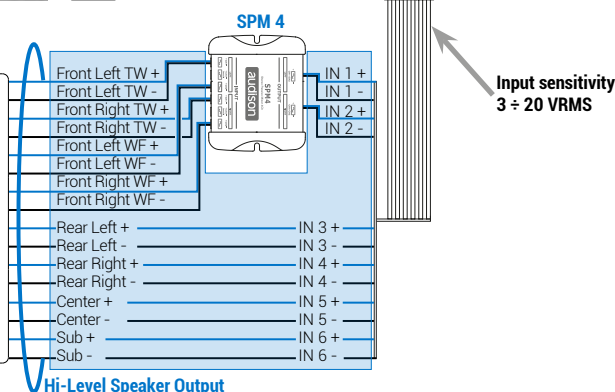 SPM 4
Front Left TW +
Front Left TW -
Front Right TW +
Front Right TW -
Front Left WF +
Front Left WF -
Front Right WF +
Front Right WF -
audison
SPM4
IN 1 +
IN 1 -
IN 2 +
IN 2 -
Input sensitivity
3 ÷ 20 VRMS
Rear Left + IN 3 +
Rear Left - IN 3 -
Rear Right + IN 4 +
Rear Right - IN 4 -
Center + IN 5 +
Center - IN 5 -
Sub + IN 6 +
Sub - IN 6 -
Hi-Level Speaker Output